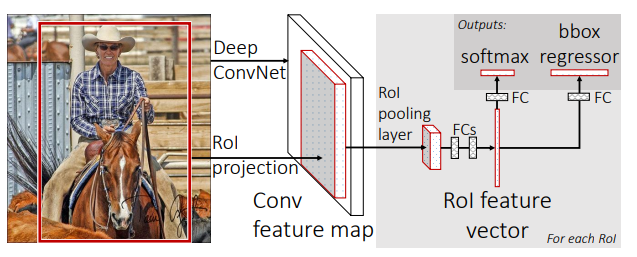 Deep
ConvNet
RoI
projection
Conv
feature map
RoI
pooling
layer
FCs
RoI feature
vector
Outputs:
softmax
bbox
regressor
FC
FC
For each RoI